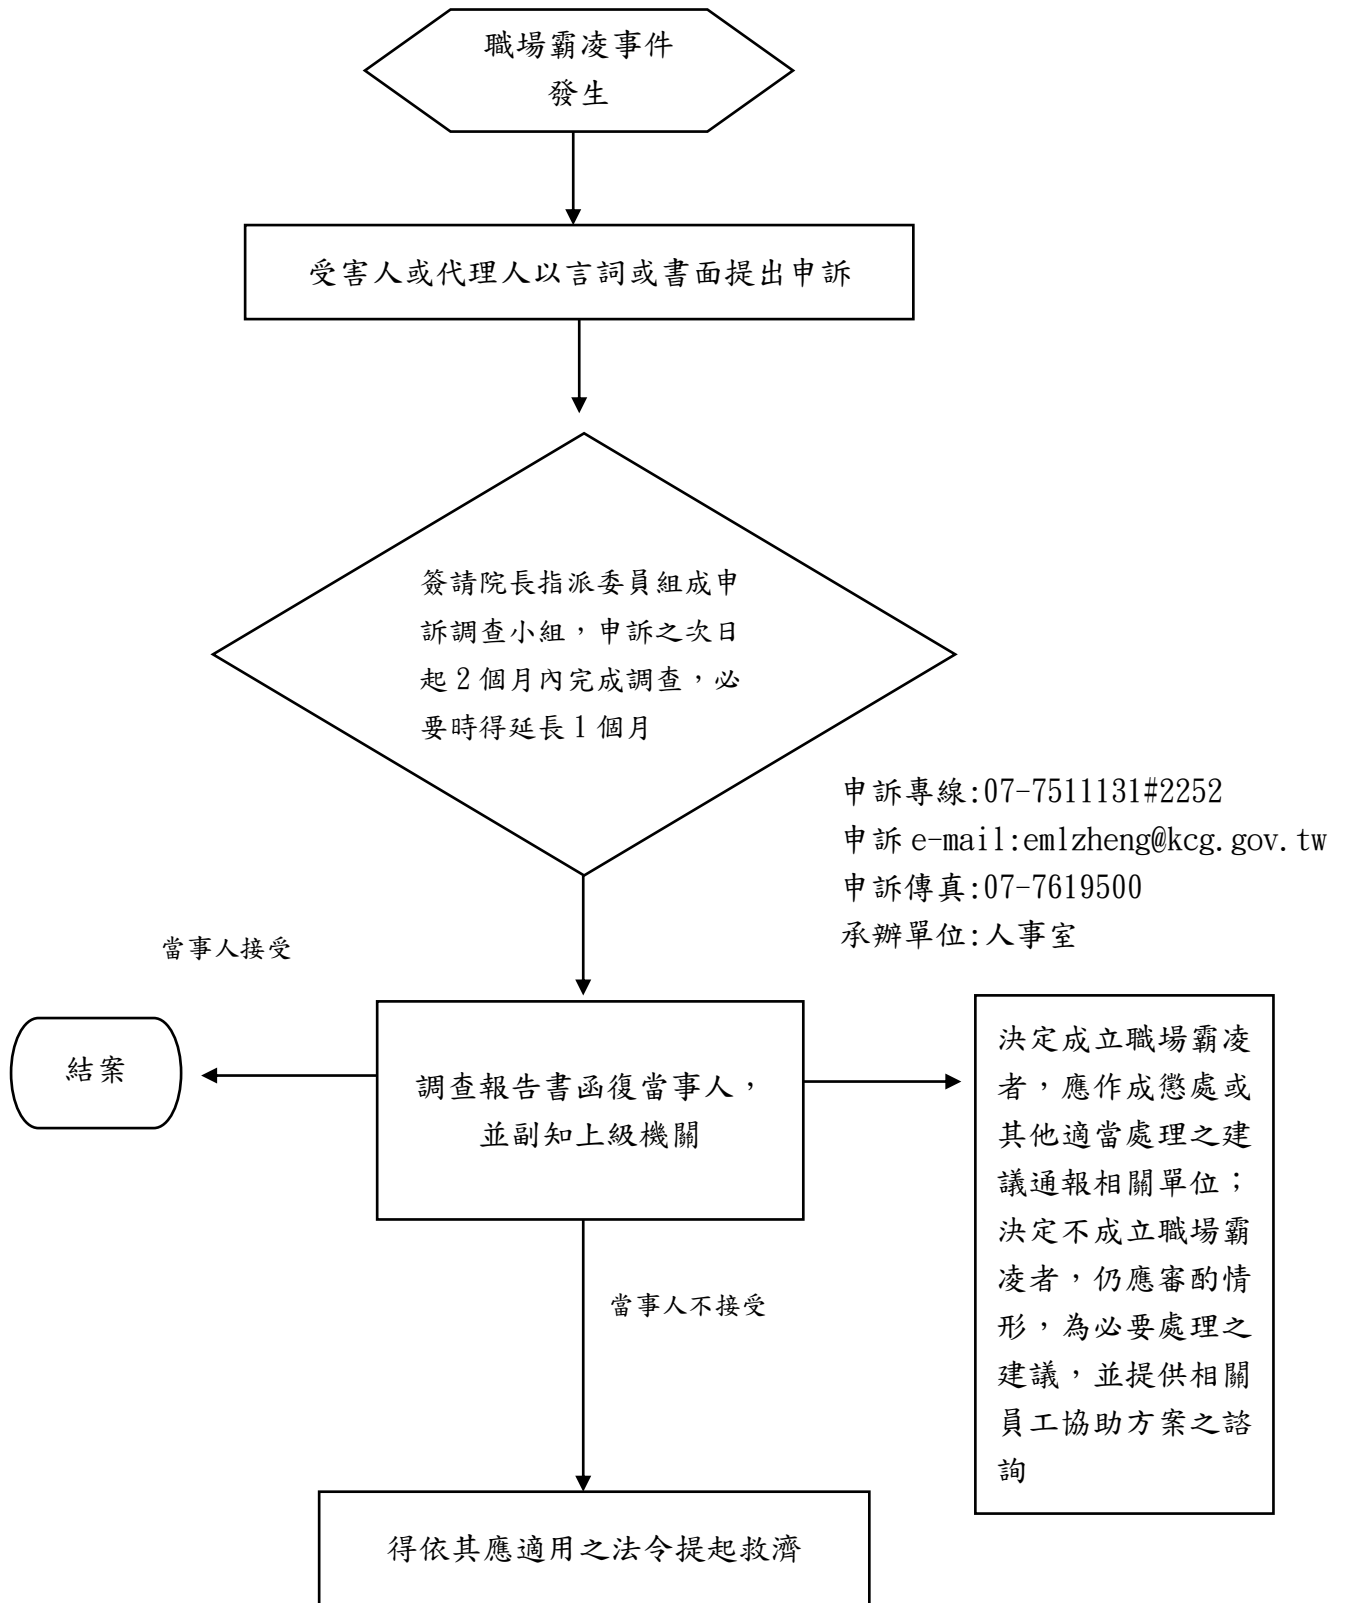 職場霸凌事件
發生
受害人或代理人以言詞或書面提出申訴
簽請院長指派委員組成申
訴調查小組，申訴之次日
起 2 個月內完成調查，必
要時得延長 1 個月
申訴專線:07-7511131#2252
申訴 e-mail:emlzheng@kcg.gov.tw
申訴傳真:07-7619500
承辦單位:人事室
當事人接受
結案
調查報告書函復當事人，
並副知上級機關
決定成立職場霸凌
者，應作成懲處或
其他適當處理之建
議通報相關單位；
決定不成立職場霸
凌者，仍應審酌情
形，為必要處理之
建議，並提供相關
員工協助方案之諮
詢
當事人不接受
得依其應適用之法令提起救濟